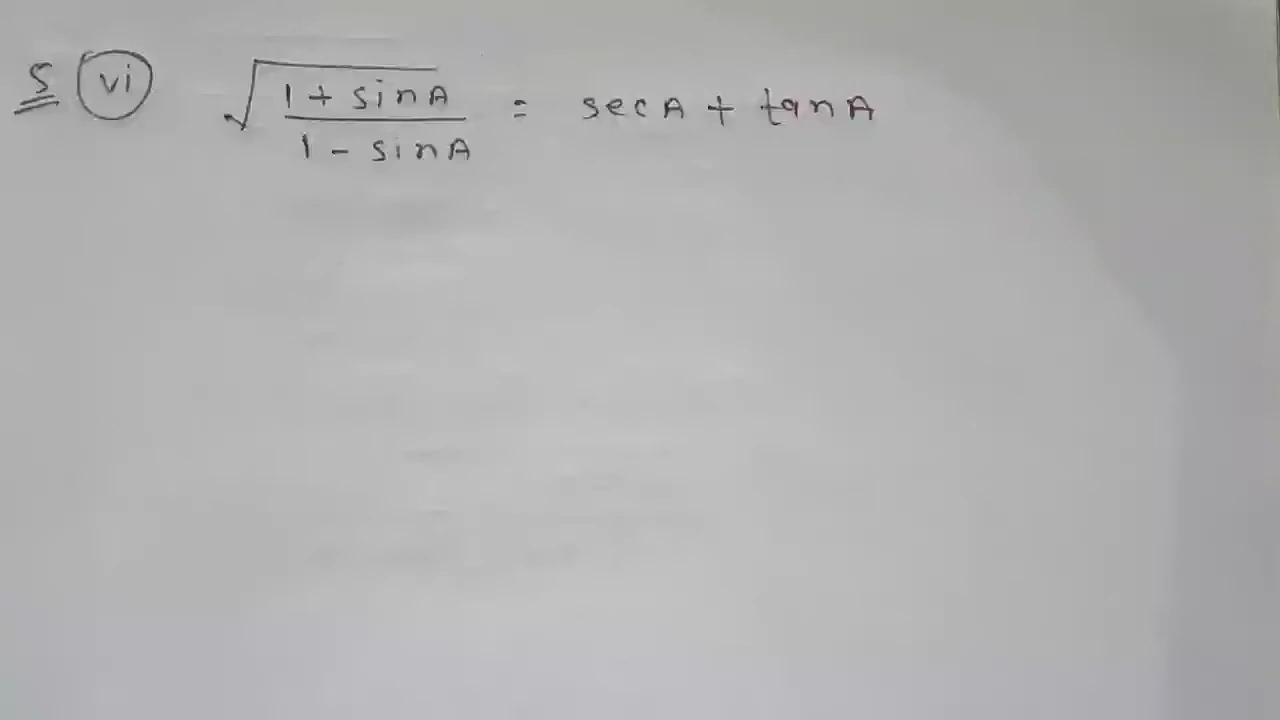 5 (vi) √(1 + sinA / 1 - sinA) = secA + tanA